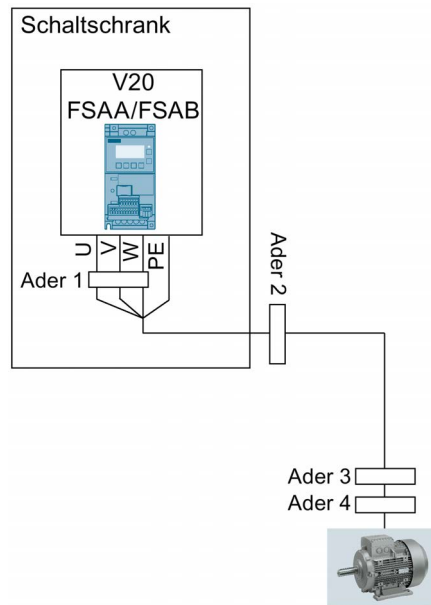 Schaltschrank
V20
FSAA/FSAB
U
V
W
PE
Ader 1
Ader 2
Ader 3
Ader 4